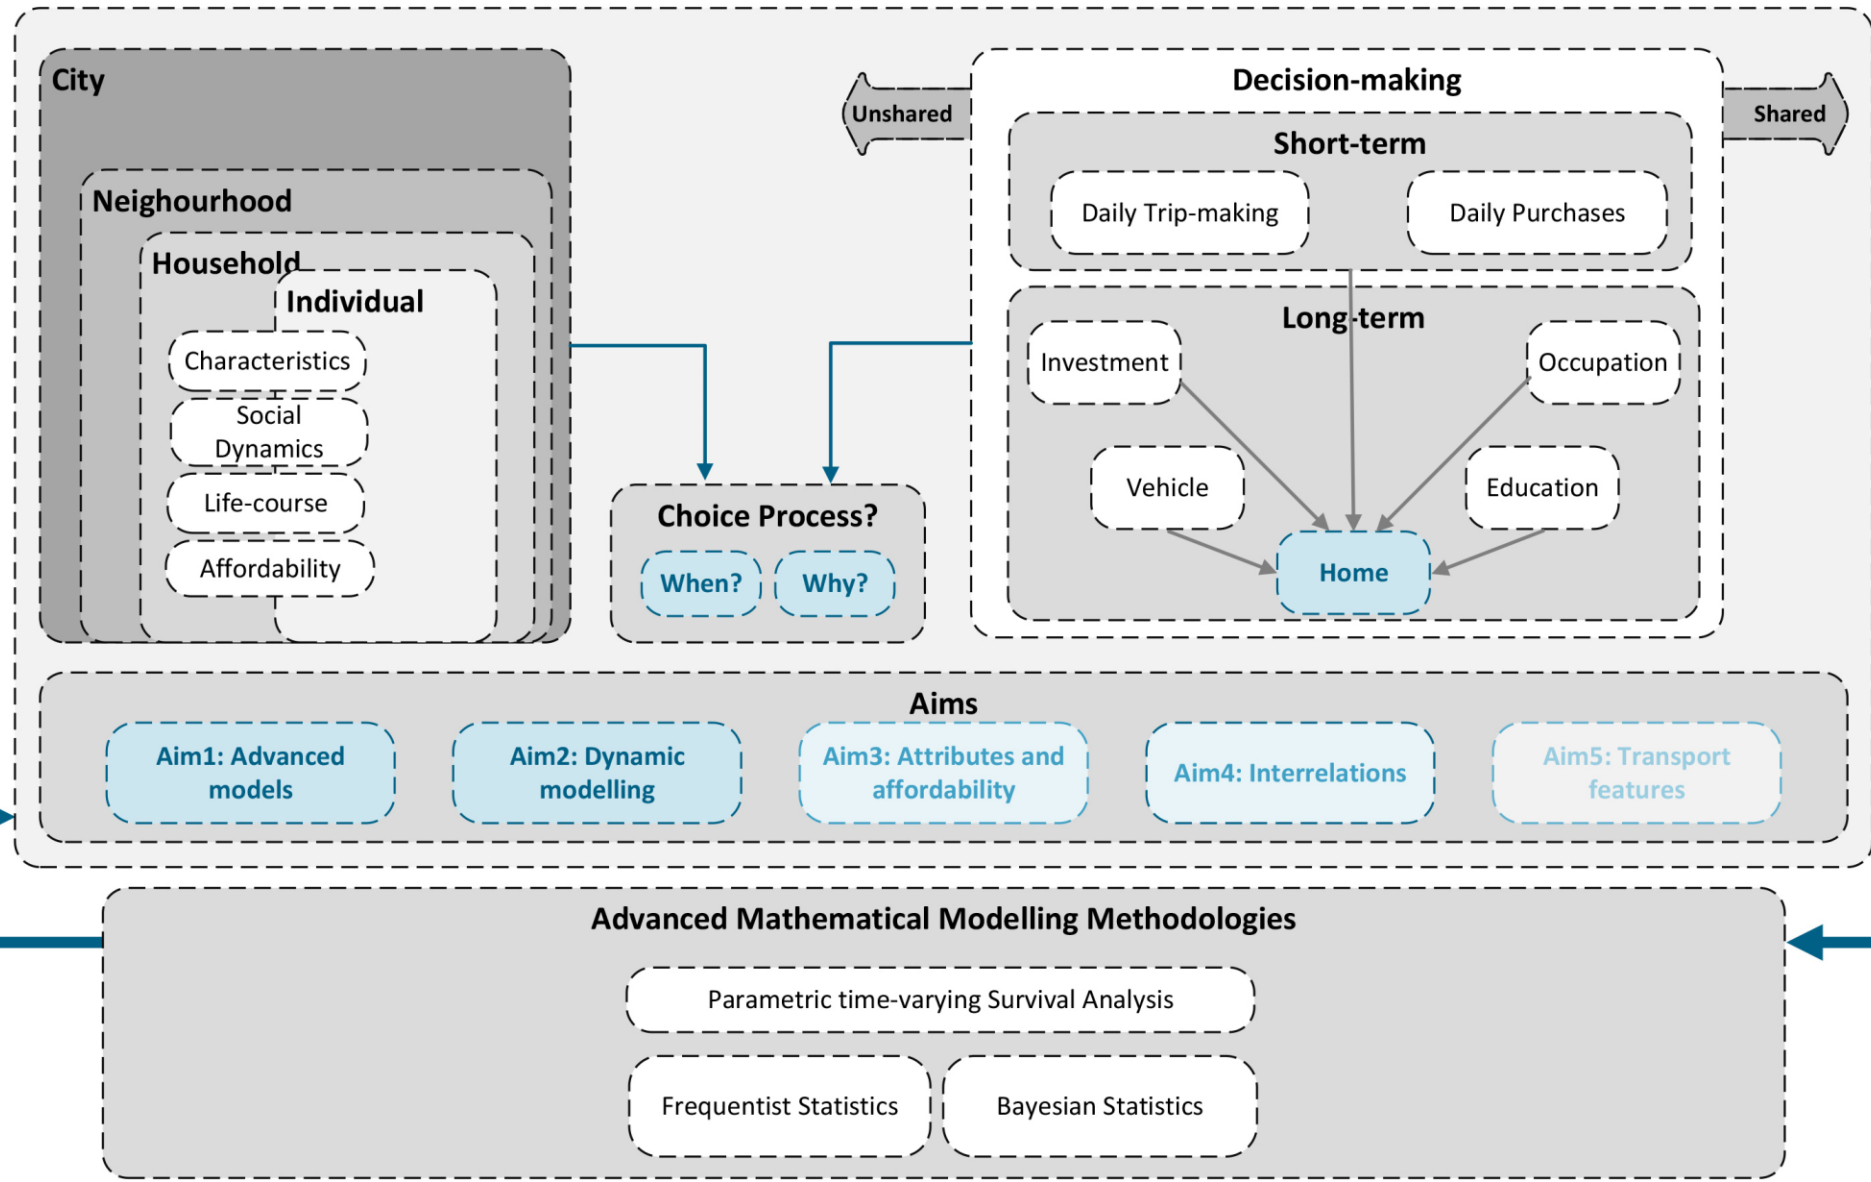 City
Neighourhood
Household
Individual
Characteristics
Social
Dynamics
Life-course
Affordability
Choice Process?
When?
Why?
Unshared
Decision-making
Shared
Short-term
Daily Trip-making
Daily Purchases
Long-term
Investment
Occupation
Vehicle
Education
Home
Aims
Aim1: Advanced
models
Aim2: Dynamic
modelling
Aim3: Attributes and
affordability
Aim4: Interrelations
Aim5: Transport
features
Advanced Mathematical Modelling Methodologies
Parametric time-varying Survival Analysis
Frequentist Statistics
Bayesian Statistics